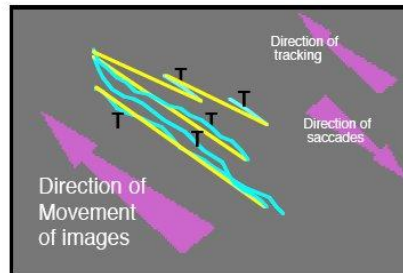 Direction of
tracking
T
T
T
T
Direction of
saccades
Direction of
Movement
of images